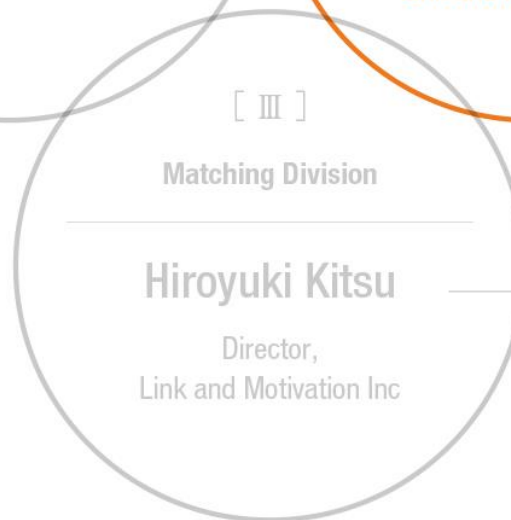 [ Ⅲ ]
Matching Division
Hiroyuki Kitsu
Director,
Link and Motivation Inc